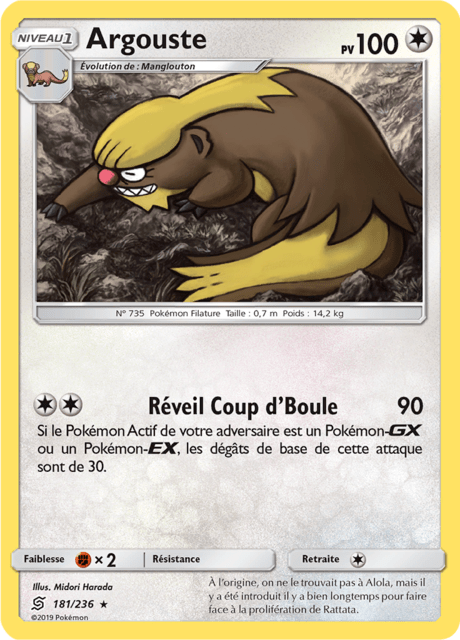 NIVEAU 1
Argouste
PV 100
Évolution de : Manglouton
N° 735 Pokémon Filature Taille : 0,7 m Poids : 14,2 kg
Réveil Coup d'Boule 90
Si le Pokémon Actif de votre adversaire est un Pokémon-GX
ou un Pokémon-EX, les dégâts de base de cette attaque
sont de 30.
Faiblesse × 2 Résistance Retraite
Illus. Midori Harada
181/236 ★
©2019 Pokémon
À l'origine, on ne le trouvait pas à Alola, mais il
y a été introduit il y a bien longtemps pour faire
face à la prolifération de Rattata.